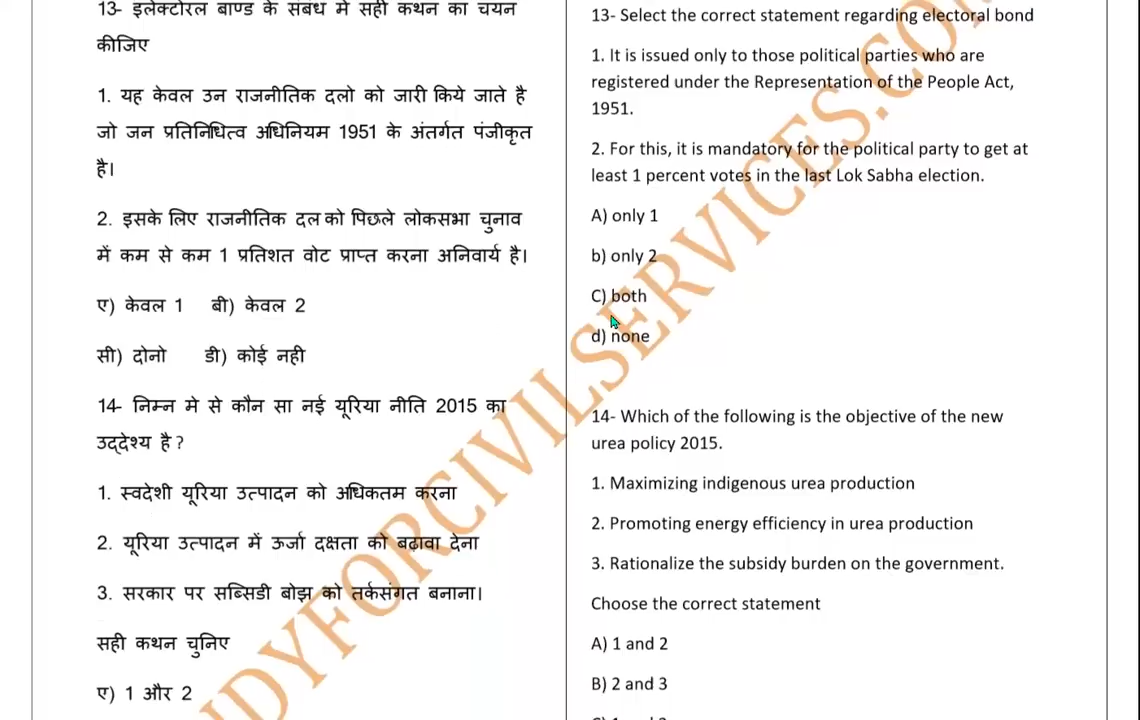 13- इलेक्टोरल बाण्ड के संबंध मे सही कथन का चयन
कीजिए
1. यह केवल उन राजनीतिक दलो को जारी किये जाते है
जो जन प्रतिनिधित्व अधिनियम 1951 के अंतर्गत पंजीकृत
है।
2. इसके लिए राजनीतिक दल को पिछले लोकसभा चुनाव
में कम से कम 1 प्रतिशत वोट प्राप्त करना अनिवार्य है।
ए) केवल 1 बी) केवल 2
सी) दोनो डी) कोई नही
14- निम्न मे से कौन सा नई यूरिया नीति 2015 का
उद्देश्य है ?
1. स्वदेशी यूरिया उत्पादन को अधिकतम करना
2. यूरिया उत्पादन में ऊर्जा दक्षता को बढ़ावा देना
3. सरकार पर सब्सिडी बोझ को तर्कसंगत बनाना।
सही कथन चुनिए
ए) 1 और 2
13- Select the correct statement regarding electoral bond
1. It is issued only to those political parties who are
registered under the Representation of the People Act,
1951.
2. For this, it is mandatory for the political party to get at
least 1 percent votes in the last Lok Sabha election.
A) only 1
b) only 2
C) both
d) none
14- Which of the following is the objective of the new
urea policy 2015.
1. Maximizing indigenous urea production
2. Promoting energy efficiency in urea production
3. Rationalize the subsidy burden on the government.
Choose the correct statement
A) 1 and 2
B) 2 and 3
UDYFORCIVILSERVICES.COM